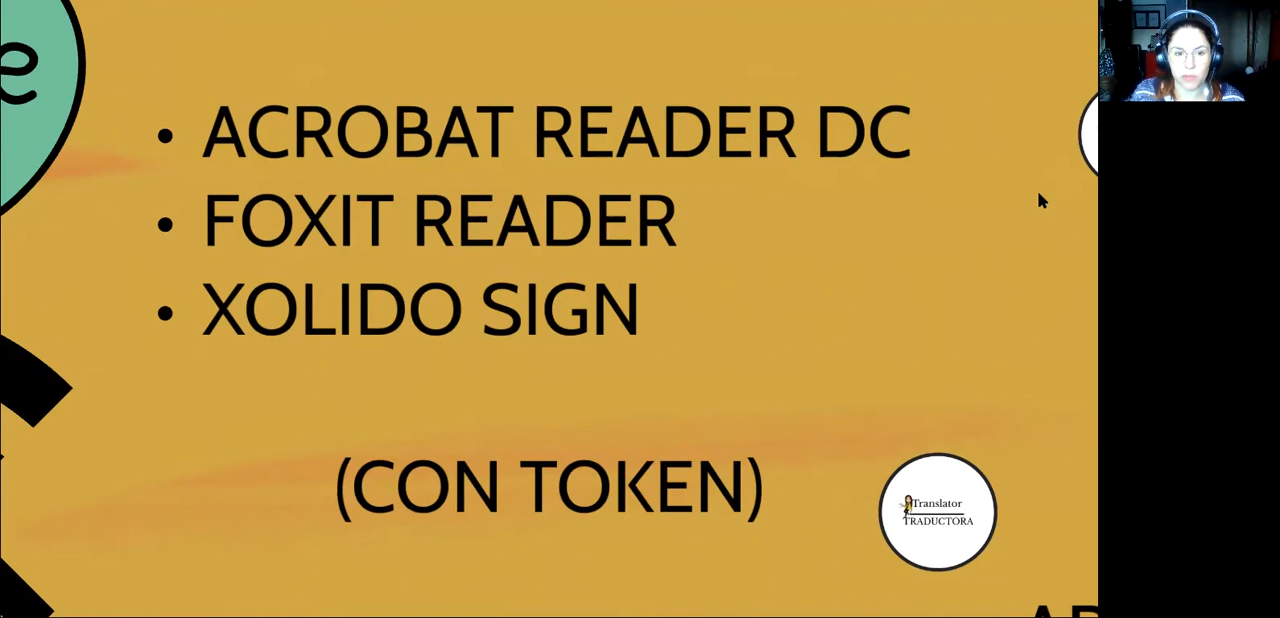 e
• ACROBAT READER DC
• FOXIT READER
• XOLIDO SIGN
(CON TOKEN)
Translator
TRADUCTORA